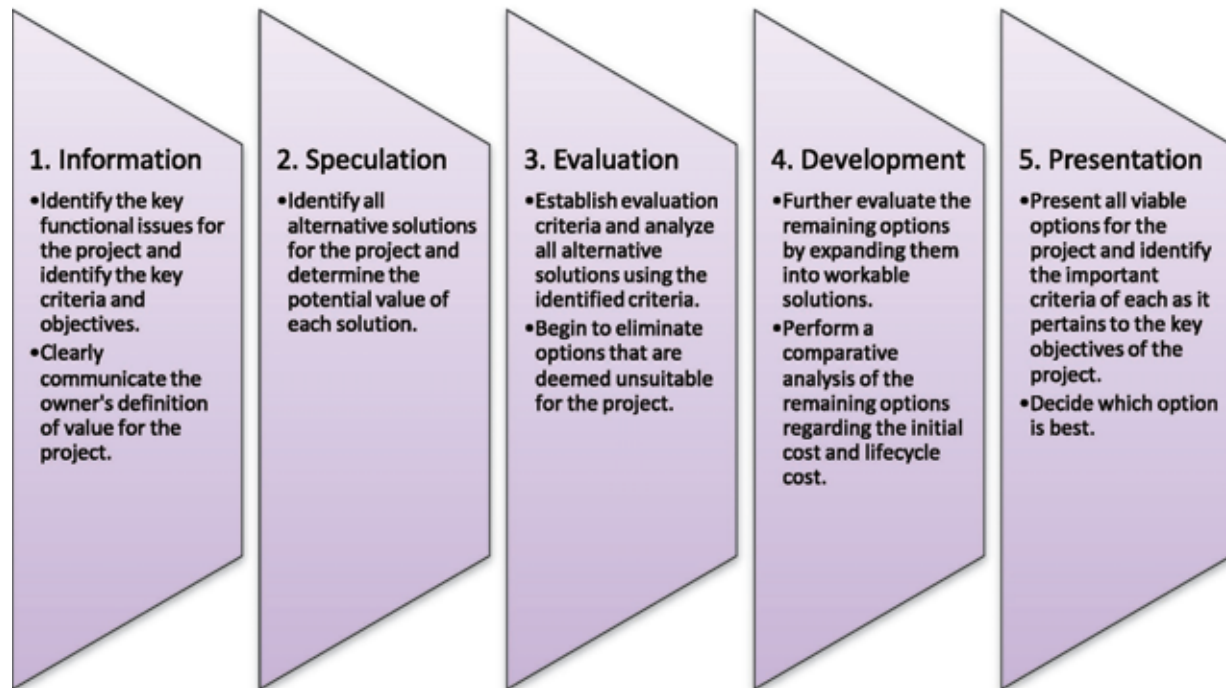 1. Information
•Identify the key
functional issues for
the project and
identify the key
criteria and
objectives.
•Clearly
communicate the
owner's definition
of value for the
project.
2. Speculation
•Identify all
alternative solutions
for the project and
determine the
potential value of
each solution.
3. Evaluation
•Establish evaluation
criteria and analyze
all alternative
solutions using the
identified criteria.
•Begin to eliminate
options that are
deemed unsuitable
for the project.
4. Development
•Further evaluate the
remaining options
by expanding them
into workable
solutions.
•Perform a
comparative
analysis of the
remaining options
regarding the initial
cost and lifecycle
cost.
5. Presentation
•Present all viable
options for the
project and identify
the important
criteria of each as it
pertains to the key
objectives of the
project.
•Decide which option
is best.